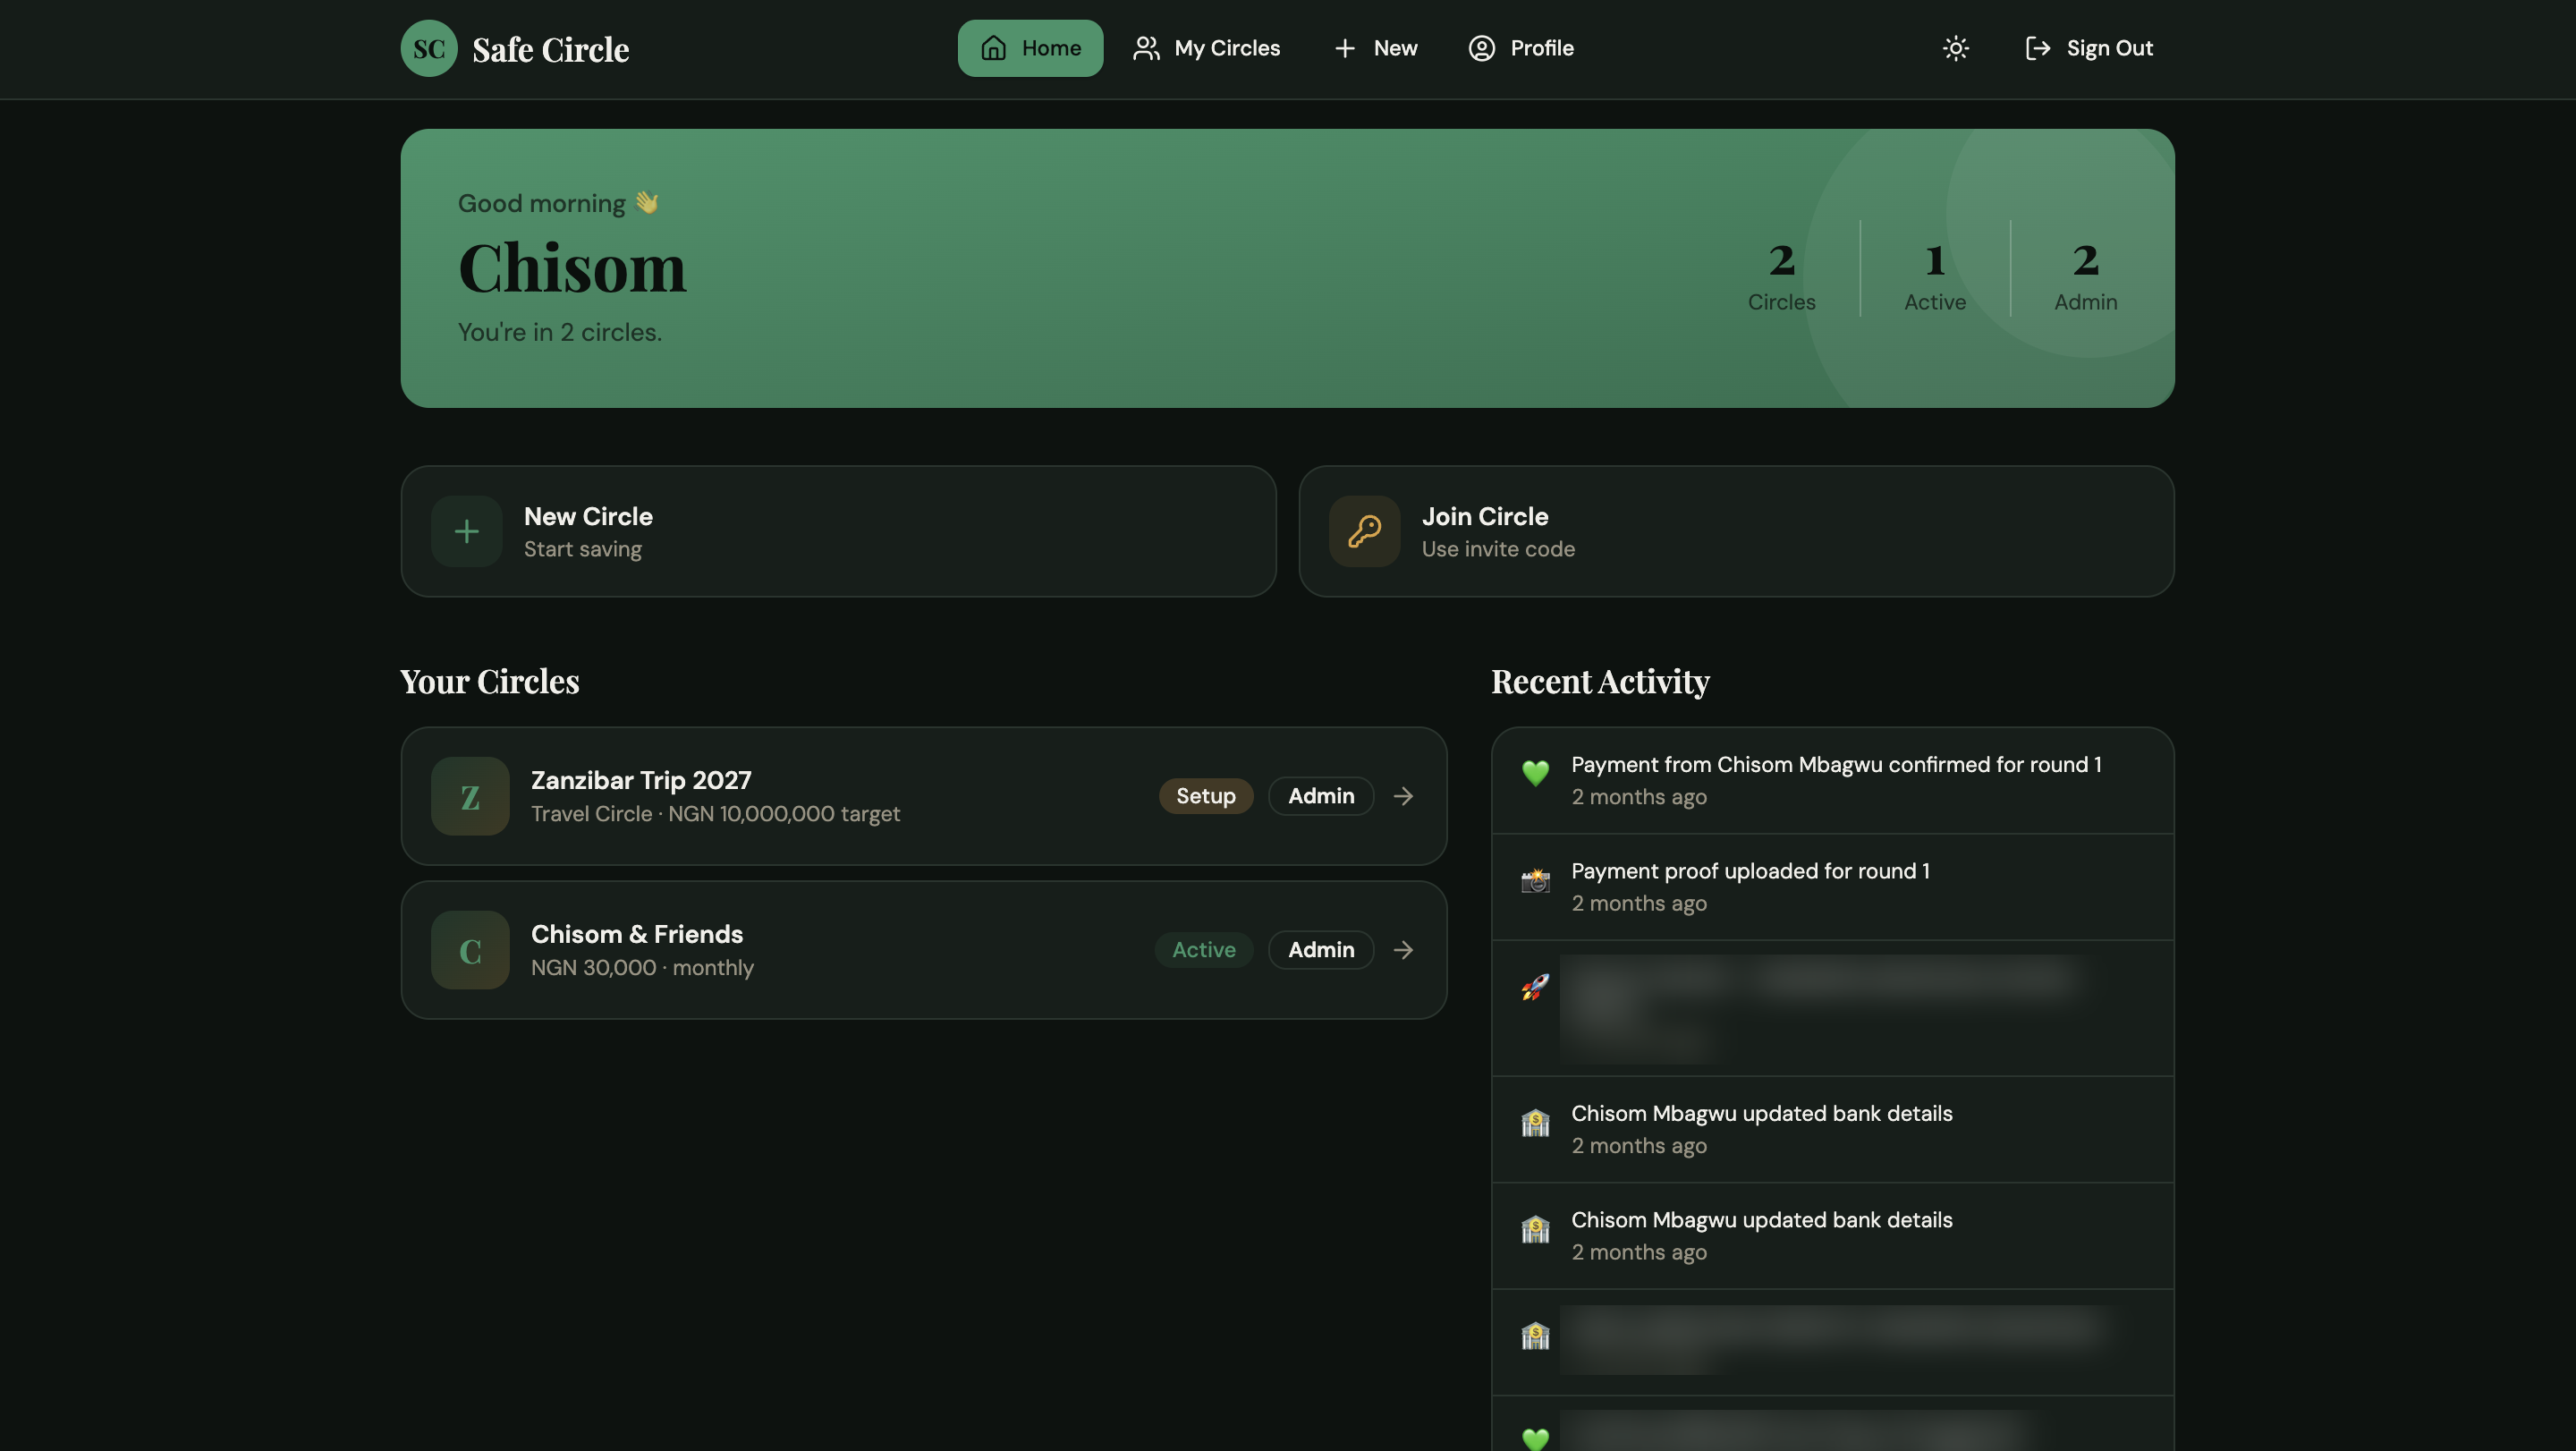 SC Safe Circle
Home
My Circles
New
Profile
Sign Out
Good morning 👋
Chisom
You're in 2 circles.
2
Circles
1
Active
2
Admin
New Circle
Start saving
Join Circle
Use invite code
Your Circles
Z
Zanzibar Trip 2027
Travel Circle · NGN 10,000,000 target
Setup
Admin
C
Chisom & Friends
NGN 30,000 · monthly
Active
Admin
Recent Activity
Payment from Chisom Mbagwu confirmed for round 1
2 months ago
Payment proof uploaded for round 1
2 months ago
Chisom Mbagwu updated bank details
2 months ago
Chisom Mbagwu updated bank details
2 months ago